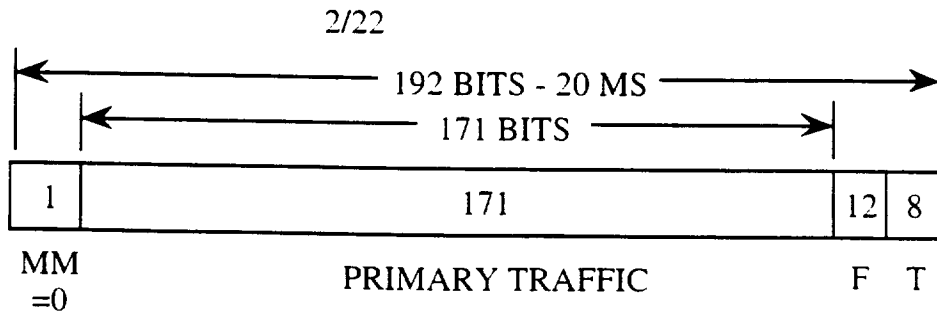 2/22
192 BITS - 20 MS
171 BITS
1 171 12 8
MM PRIMARY TRAFFIC F T
=0